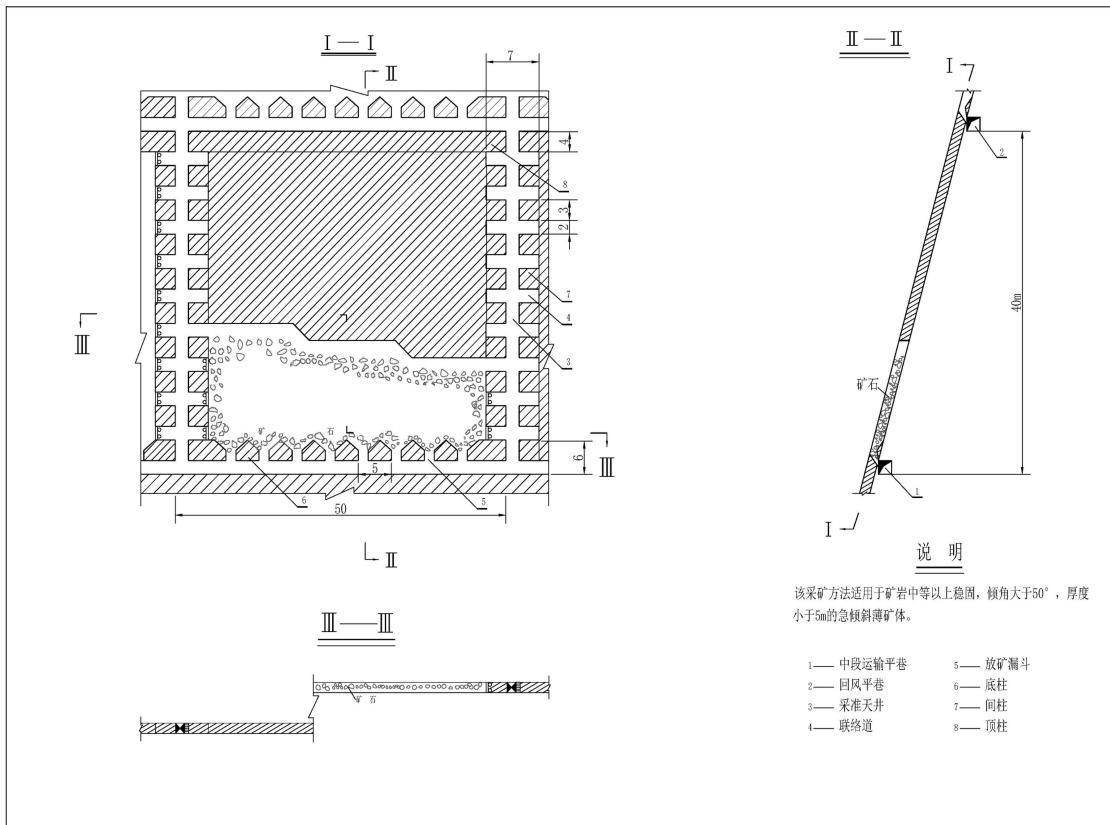 I — I
II — II
II
7
I
4
2
8
1
3
2
7
4
40m
III
3
矿石
矿 石
III
6
5
1
6
5
50
I
II
说 明
该采矿方法适用于矿岩中等以上稳固，倾角大于50°，厚度
小于5m的急倾斜薄矿体。
III — III
矿 石
1— 中段运输平巷
2— 回风平巷
3— 采准天井
4— 联络道
5— 放矿漏斗
6— 底柱
7— 间柱
8— 顶柱